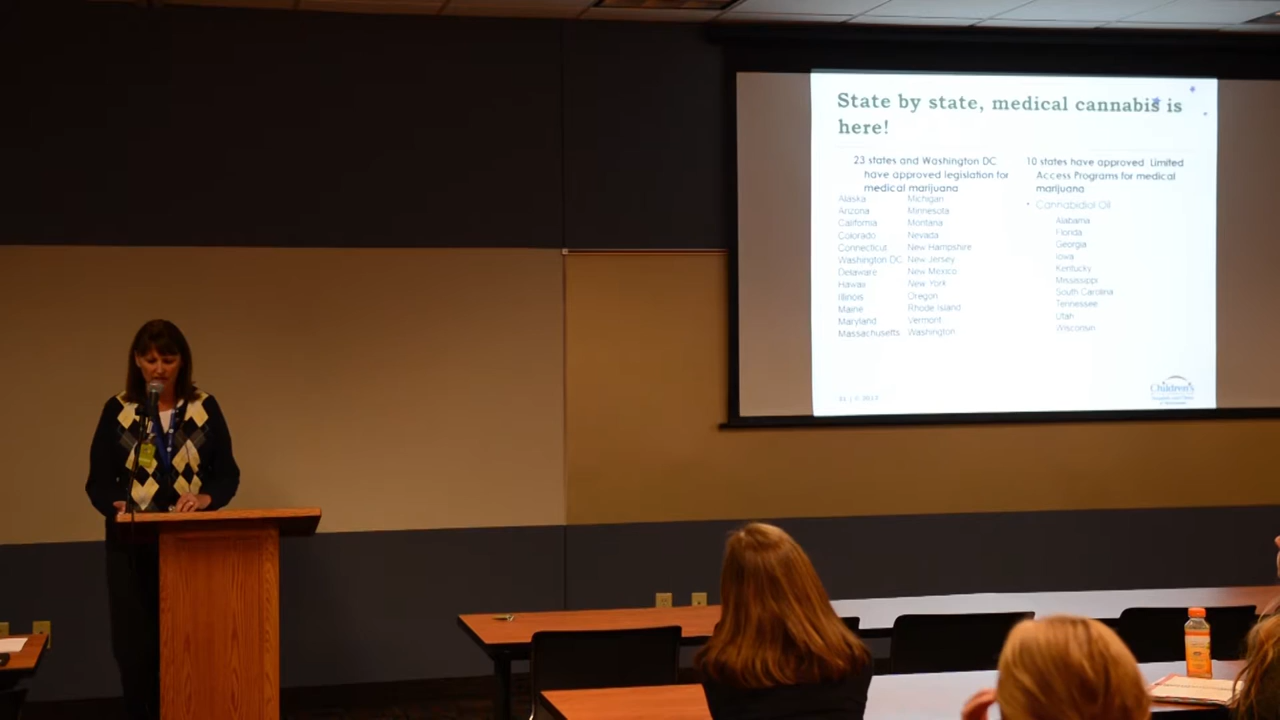 State by state, medical cannabis is
here!
23 states and Washington DC
have approved legislation for
medical marijuana
Alaska
Arizona
California
Colorado
Connecticut
Washington DC
Delaware
Hawaii
Illinois
Maine
Maryland
Massachusetts
Michigan
Minnesota
Montana
Nevada
New Hampshire
New Jersey
New Mexico
New York
Oregon
Rhode Island
Vermont
Washington
10 states have approved Limited
Access Programs for medical
marijuana
• Cannabidiol Oil
Alabama
Florida
Georgia
Iowa
Kentucky
Mississippi
South Carolina
Tennessee
Utah
Wisconsin
Children's